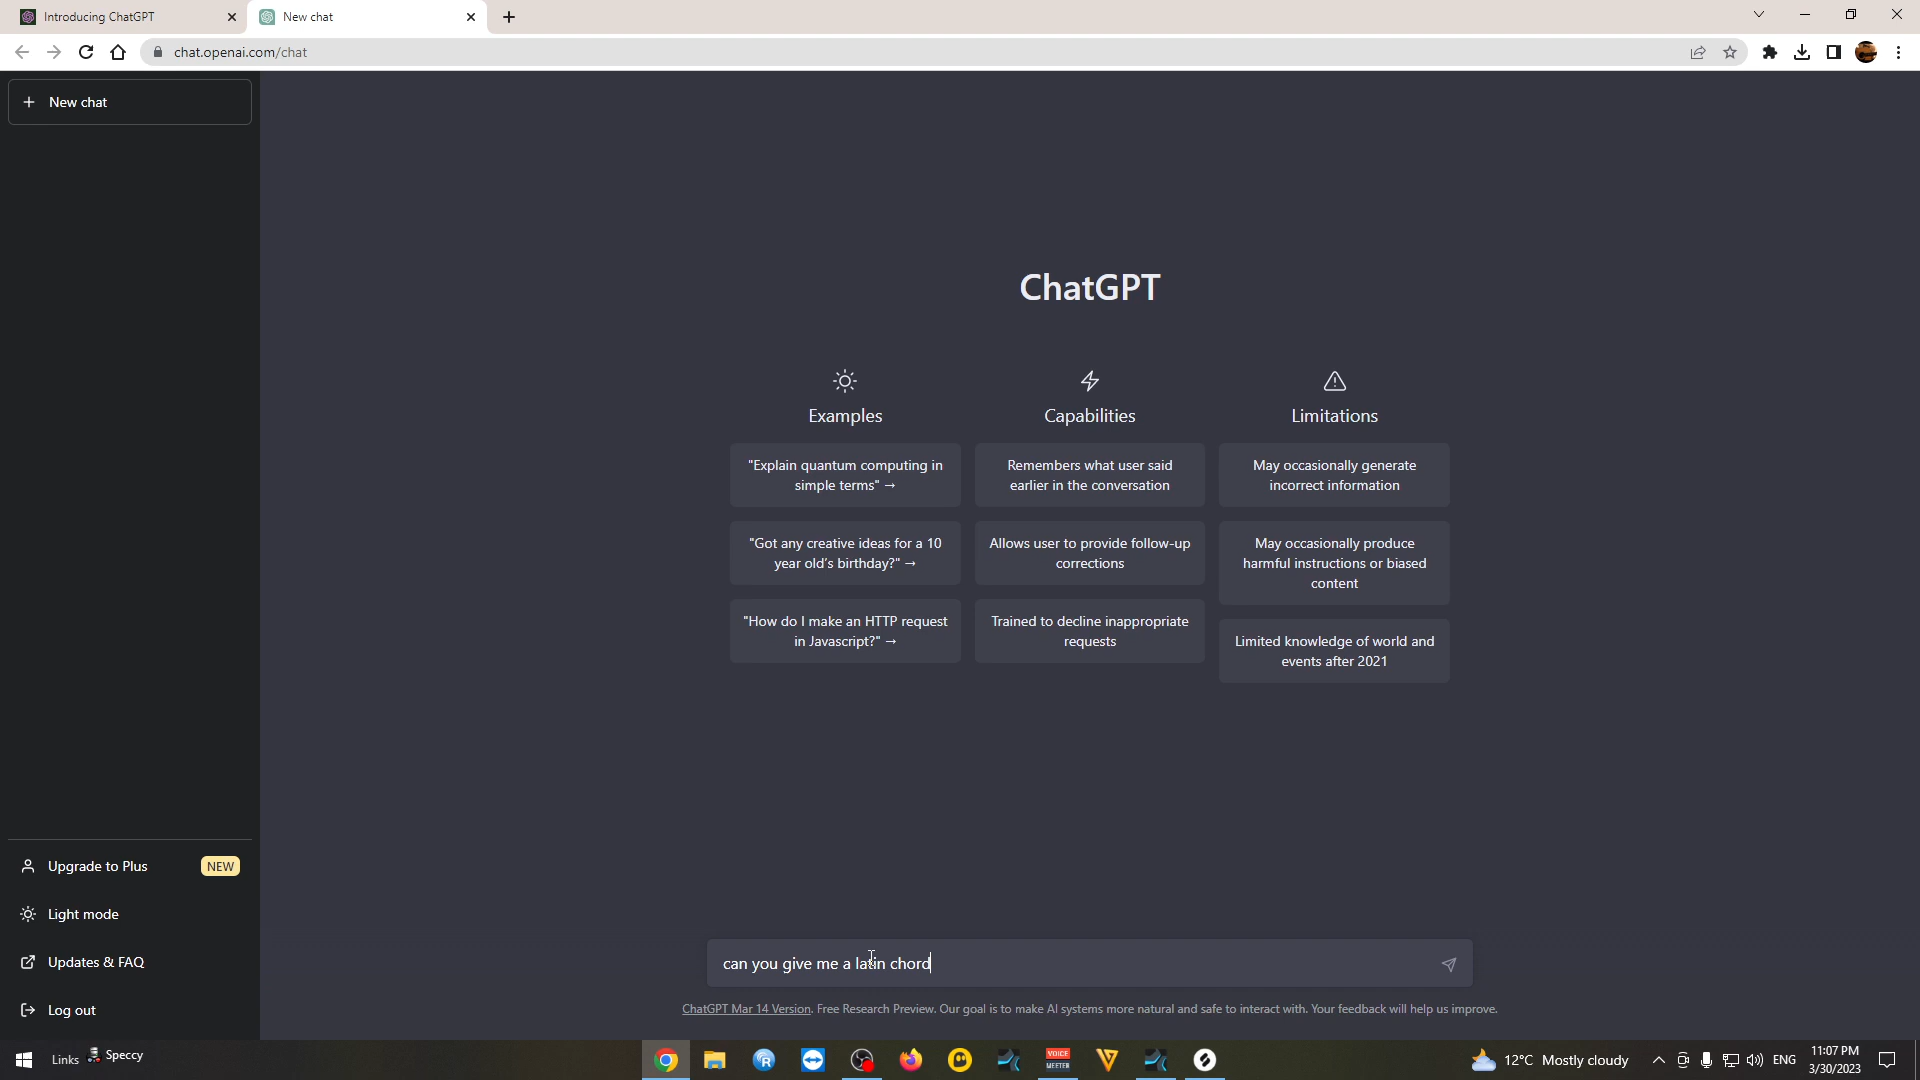 Introducing ChatGPT
New chat
chat.openai.com/chat
New chat
ChatGPT
Examples
Capabilities
Limitations
"Explain quantum computing in
simple terms" →
Remembers what user said
earlier in the conversation
May occasionally generate
incorrect information
"Got any creative ideas for a 10
year old's birthday?" →
Allows user to provide follow-up
corrections
May occasionally produce
harmful instructions or biased
content
"How do I make an HTTP request
in Javascript?" →
Trained to decline inappropriate
requests
Limited knowledge of world and
events after 2021
Upgrade to Plus
NEW
Light mode
Updates & FAQ
Log out
can you give me a latin chord
ChatGPT Mar 14 Version. Free Research Preview. Our goal is to make AI systems more natural and safe to interact with. Your feedback will help us improve.
Links
Speccy
VOICE
MEETER
12°C Mostly cloudy
ENG
11:07 PM
3/30/2023